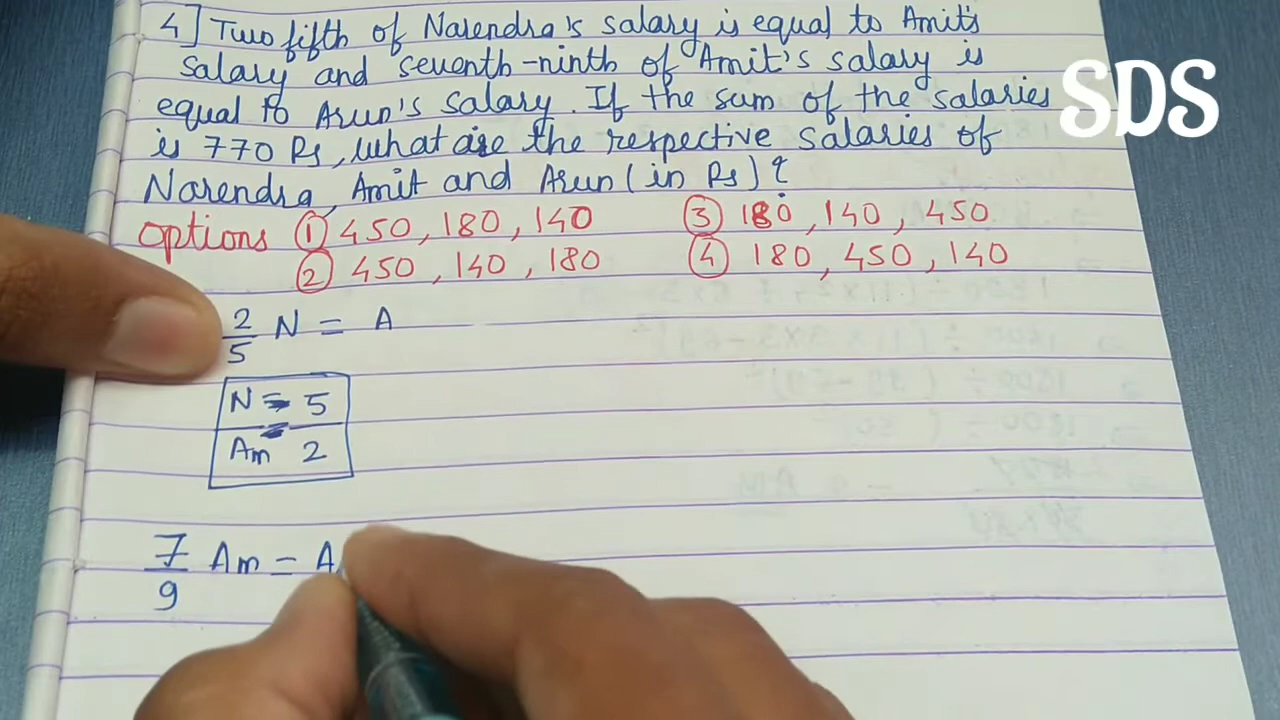 4] Two fifth of Narendra's salary is equal to Amit's
salary and seventh-ninth of Amit's salary is
equal to Arun's salary. If the sum of the salaries
is 770 Rs, what are the respective salaries of
Narendra, Amit and Arun (in Rs)?
SDS
options ① 450, 180, 140 ③ 180, 140, 450
② 450, 140, 180 ④ 180, 450, 140
2/5 N = A
N = 5
Am = 2
7/9 Am = A